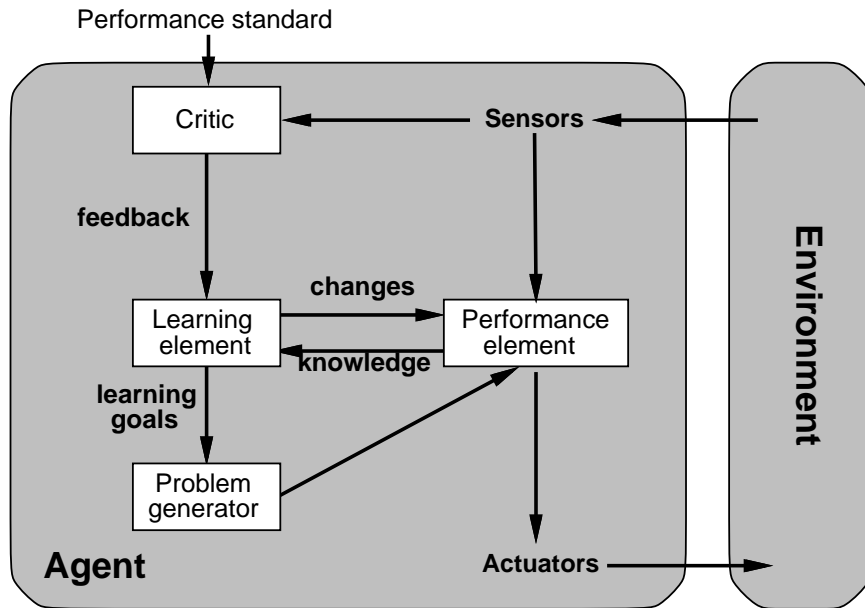 Performance standard
Critic
Sensors
feedback
changes
Learning
element
Performance
element
knowledge
learning
goals
Problem
generator
Agent
Actuators
Environment